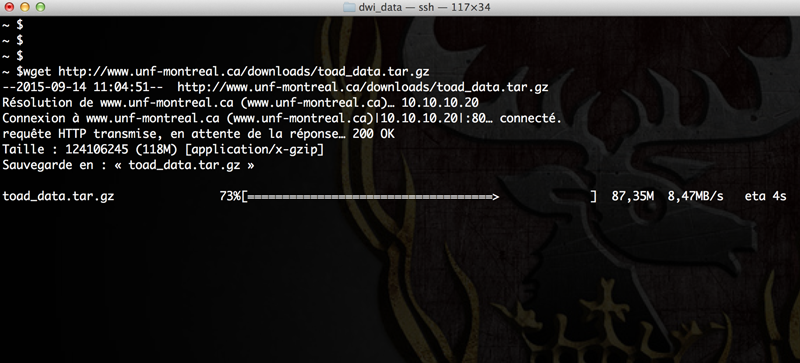 dwi_data — ssh — 117×34
~ $
~ $
~ $
~ $wget http://www.unf-montreal.ca/downloads/toad_data.tar.gz
--2015-09-14 11:04:51--  http://www.unf-montreal.ca/downloads/toad_data.tar.gz
Résolution de www.unf-montreal.ca (www.unf-montreal.ca)… 10.10.10.20
Connexion à www.unf-montreal.ca (www.unf-montreal.ca)|10.10.10.20|:80… connecté.
requête HTTP transmise, en attente de la réponse… 200 OK
Taille : 124106245 (118M) [application/x-gzip]
Sauvegarde en : « toad_data.tar.gz »
toad_data.tar.gz 73%[==================================> ] 87,35M 8,47MB/s eta 4s